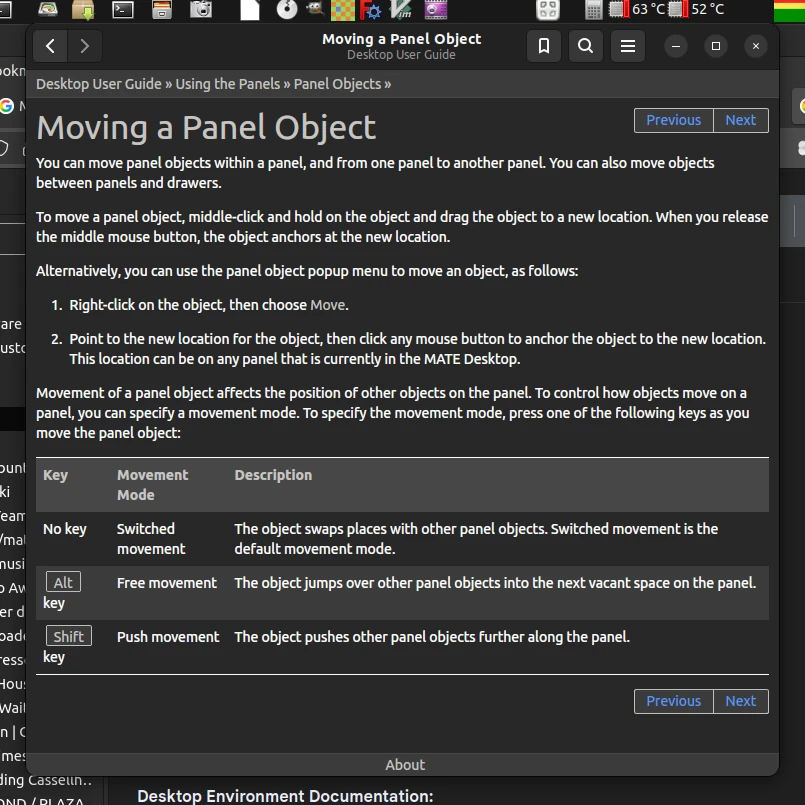 63 °C 52 °C
Moving a Panel Object
Desktop User Guide
Desktop User Guide » Using the Panels » Panel Objects »
Moving a Panel Object
Previous Next
You can move panel objects within a panel, and from one panel to another panel. You can also move objects
between panels and drawers.
To move a panel object, middle-click and hold on the object and drag the object to a new location. When you release
the middle mouse button, the object anchors at the new location.
Alternatively, you can use the panel object popup menu to move an object, as follows:
1. Right-click on the object, then choose Move.
2. Point to the new location for the object, then click any mouse button to anchor the object to the new location.
This location can be on any panel that is currently in the MATE Desktop.
Movement of a panel object affects the position of other objects on the panel. To control how objects move on a
panel, you can specify a movement mode. To specify the movement mode, press one of the following keys as you
move the panel object:
Key Movement Description
Mode
No key Switched The object swaps places with other panel objects. Switched movement is the
movement default movement mode.
Alt Free movement The object jumps over other panel objects into the next vacant space on the panel.
key
Shift Push movement The object pushes other panel objects further along the panel.
key
Previous Next
About
Desktop Environment Documentation: